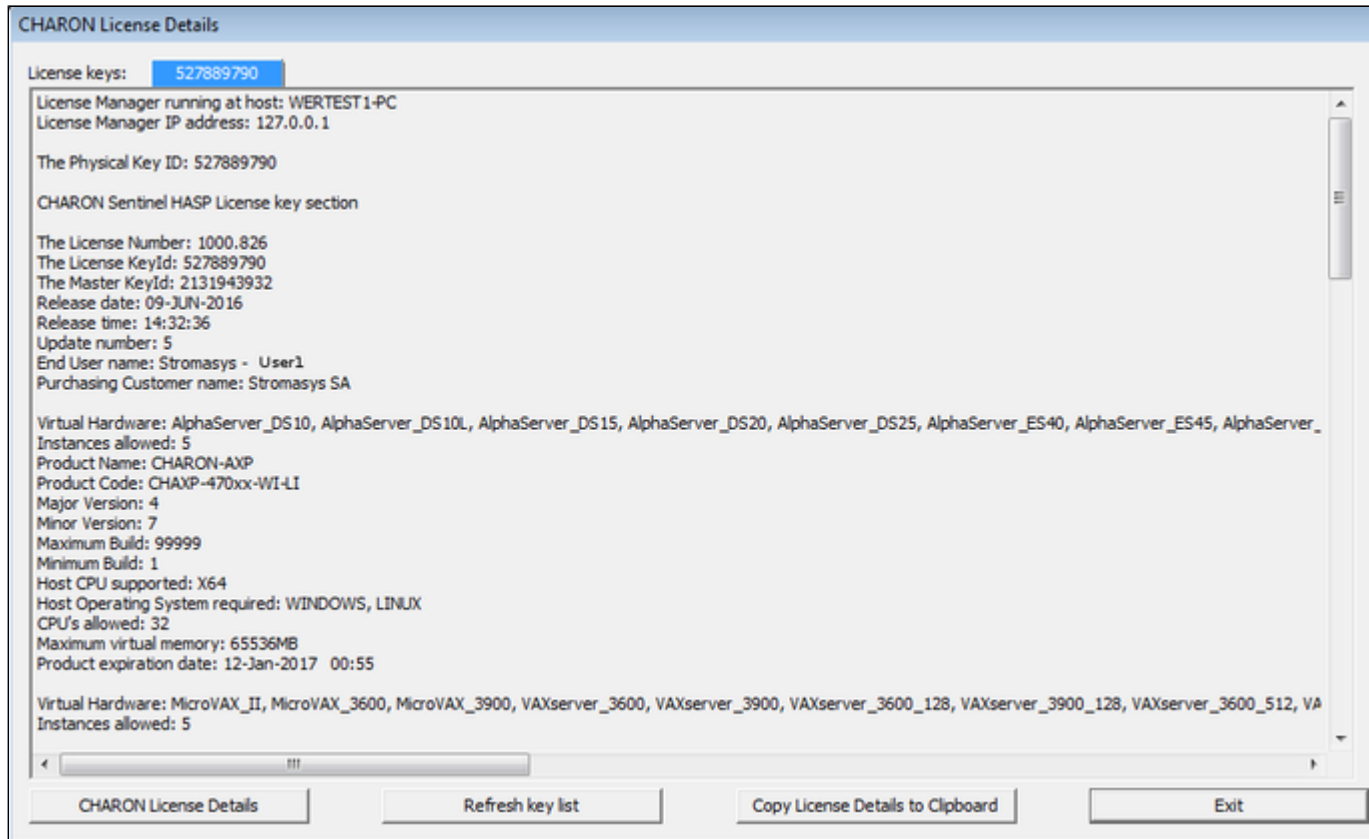 CHARON License Details
License keys: 527889790
License Manager running at host: WERTEST1-PC
License Manager IP address: 127.0.0.1
The Physical Key ID: 527889790
CHARON Sentinel HASP License key section
The License Number: 1000.826
The License KeyId: 527889790
The Master KeyId: 2131943932
Release date: 09-JUN-2016
Release time: 14:32:36
Update number: 5
End User name: Stromasys - User1
Purchasing Customer name: Stromasys SA
Virtual Hardware: AlphaServer_DS10, AlphaServer_DS10L, AlphaServer_DS15, AlphaServer_DS20, AlphaServer_DS25, AlphaServer_ES40, AlphaServer_ES45, AlphaServer_
Instances allowed: 5
Product Name: CHARON-AXP
Product Code: CHAXP-470xx-WI-LI
Major Version: 4
Minor Version: 7
Maximum Build: 99999
Minimum Build: 1
Host CPU supported: X64
Host Operating System required: WINDOWS, LINUX
CPU's allowed: 32
Maximum virtual memory: 65536MB
Product expiration date: 12-Jan-2017 00:55
Virtual Hardware: MicroVAX_II, MicroVAX_3600, MicroVAX_3900, VAXserver_3600, VAXserver_3900, VAXserver_3600_128, VAXserver_3900_128, VAXserver_3600_512, VA
Instances allowed: 5
CHARON License Details Refresh key list Copy License Details to Clipboard Exit